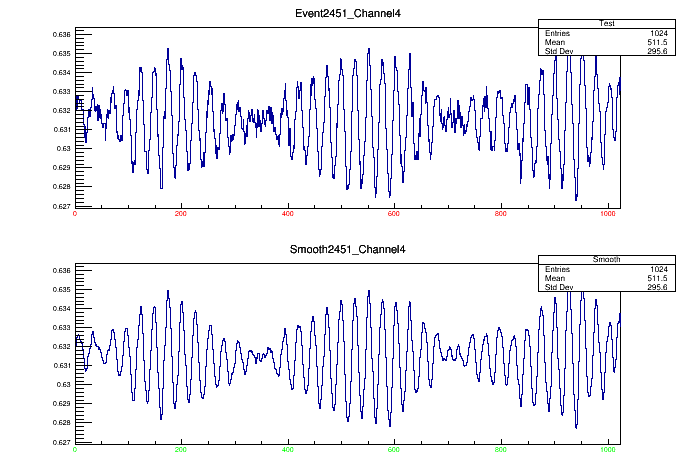 Event2451_Channel4
Test
Entries 1024
Mean 511.5
Std Dev 295.6
0.636
0.635
0.634
0.633
0.632
0.631
0.63
0.629
0.628
0.627
0 200 400 600 800 1000
Smooth2451_Channel4
Smooth
Entries 1024
Mean 511.5
Std Dev 295.6
0.636
0.635
0.634
0.633
0.632
0.631
0.63
0.629
0.628
0.627
0 200 400 600 800 1000